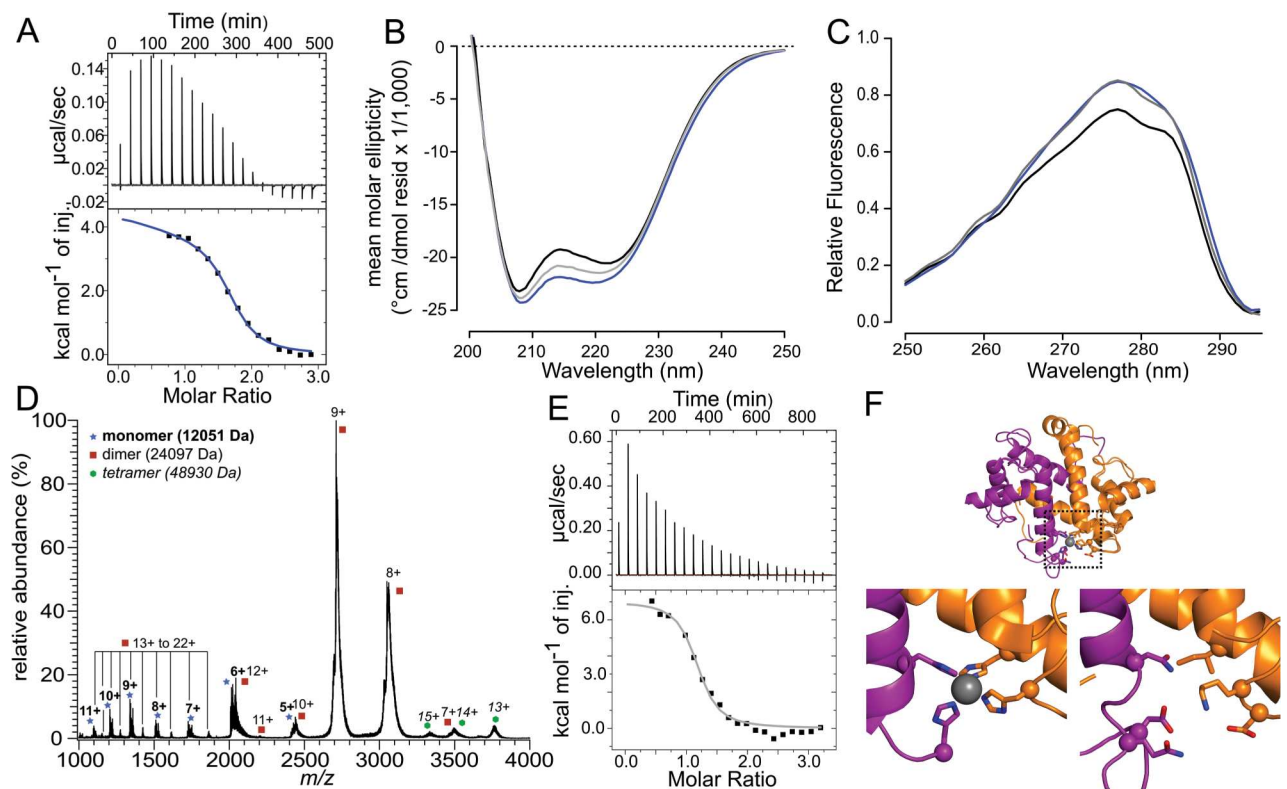 A
Time (min)
0 100 200 300 400 500
0.14
0.10
0.06
0.02
-0.02
µcal/sec
4.0
2.0
0.0
kcal mol-1 of inj.
0.0 1.0 2.0 3.0
Molar Ratio
B
0
-5
-10
-15
-20
-25
mean molar ellipticity
(°cm /dmol resid x 1/1,000)
200 210 220 230 240 250
Wavelength (nm)
C
1.0
0.8
0.6
0.4
0.2
0.0
Relative Fluorescence
250 260 270 280 290
Wavelength (nm)
D
100
80
60
40
20
0
relative abundance (%)
monomer (12051 Da)
dimer (24097 Da)
tetramer (48930 Da)
9+
8+
13+ to 22+
11+
10+
9+
8+
7+
6+
12+
11+
5+
10+
15+
7+
14+
13+
1000 1500 2000 2500 3000 3500 4000
m/z
E
Time (min)
0 200 400 600 800
0.60
0.40
0.20
0.00
µcal/sec
6.0
3.0
0.0
kcal mol-1 of inj.
0.0 1.0 2.0 3.0
Molar Ratio
F